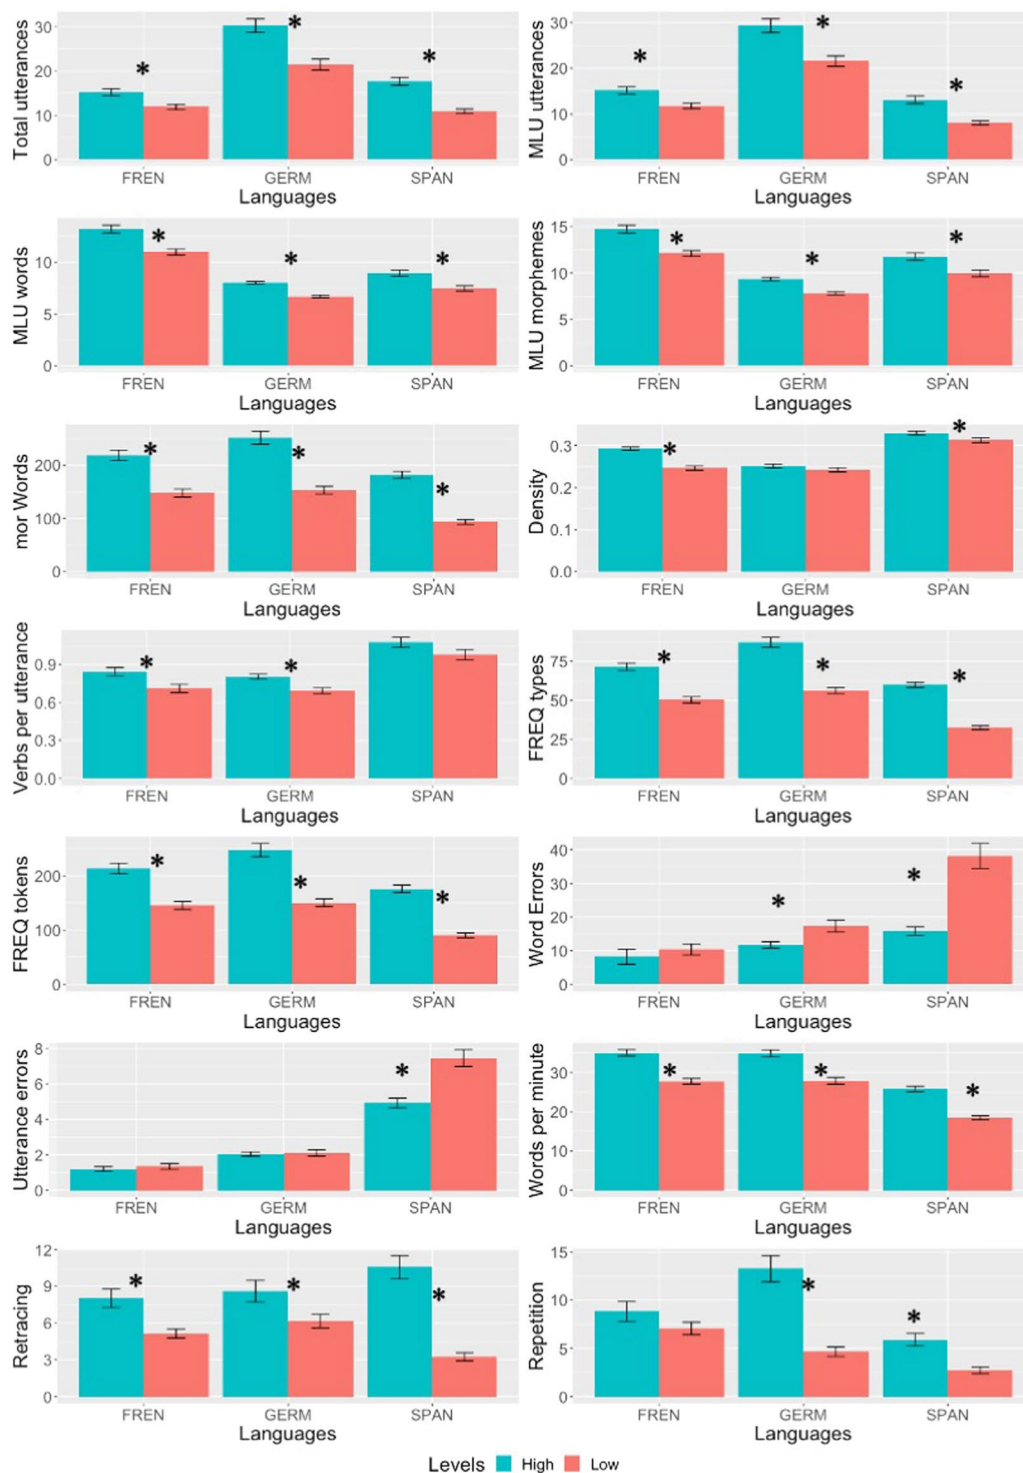 Total utterances
30
20
10
0
*
*
*
FREN GERM SPAN
Languages
MLU utterances
30
20
10
0
*
*
*
FREN GERM SPAN
Languages
MLU words
10
5
0
*
*
*
FREN GERM SPAN
Languages
MLU morphemes
15
10
5
0
*
*
*
FREN GERM SPAN
Languages
mor Words
200
100
0
*
*
*
FREN GERM SPAN
Languages
Density
0.3
0.2
0.1
0.0
*
*
FREN GERM SPAN
Languages
Verbs per utterance
0.9
0.6
0.3
0.0
*
*
FREN GERM SPAN
Languages
FREQ types
75
50
25
0
*
*
*
FREN GERM SPAN
Languages
FREQ tokens
200
100
0
*
*
*
FREN GERM SPAN
Languages
Word Errors
40
30
20
10
0
*
*
FREN GERM SPAN
Languages
Utterance errors
8
6
4
2
0
*
FREN GERM SPAN
Languages
Words per minute
30
20
10
0
*
*
*
FREN GERM SPAN
Languages
Retracing
12
9
6
3
0
*
*
*
FREN GERM SPAN
Languages
Repetition
15
10
5
0
*
*
FREN GERM SPAN
Languages
Levels High Low